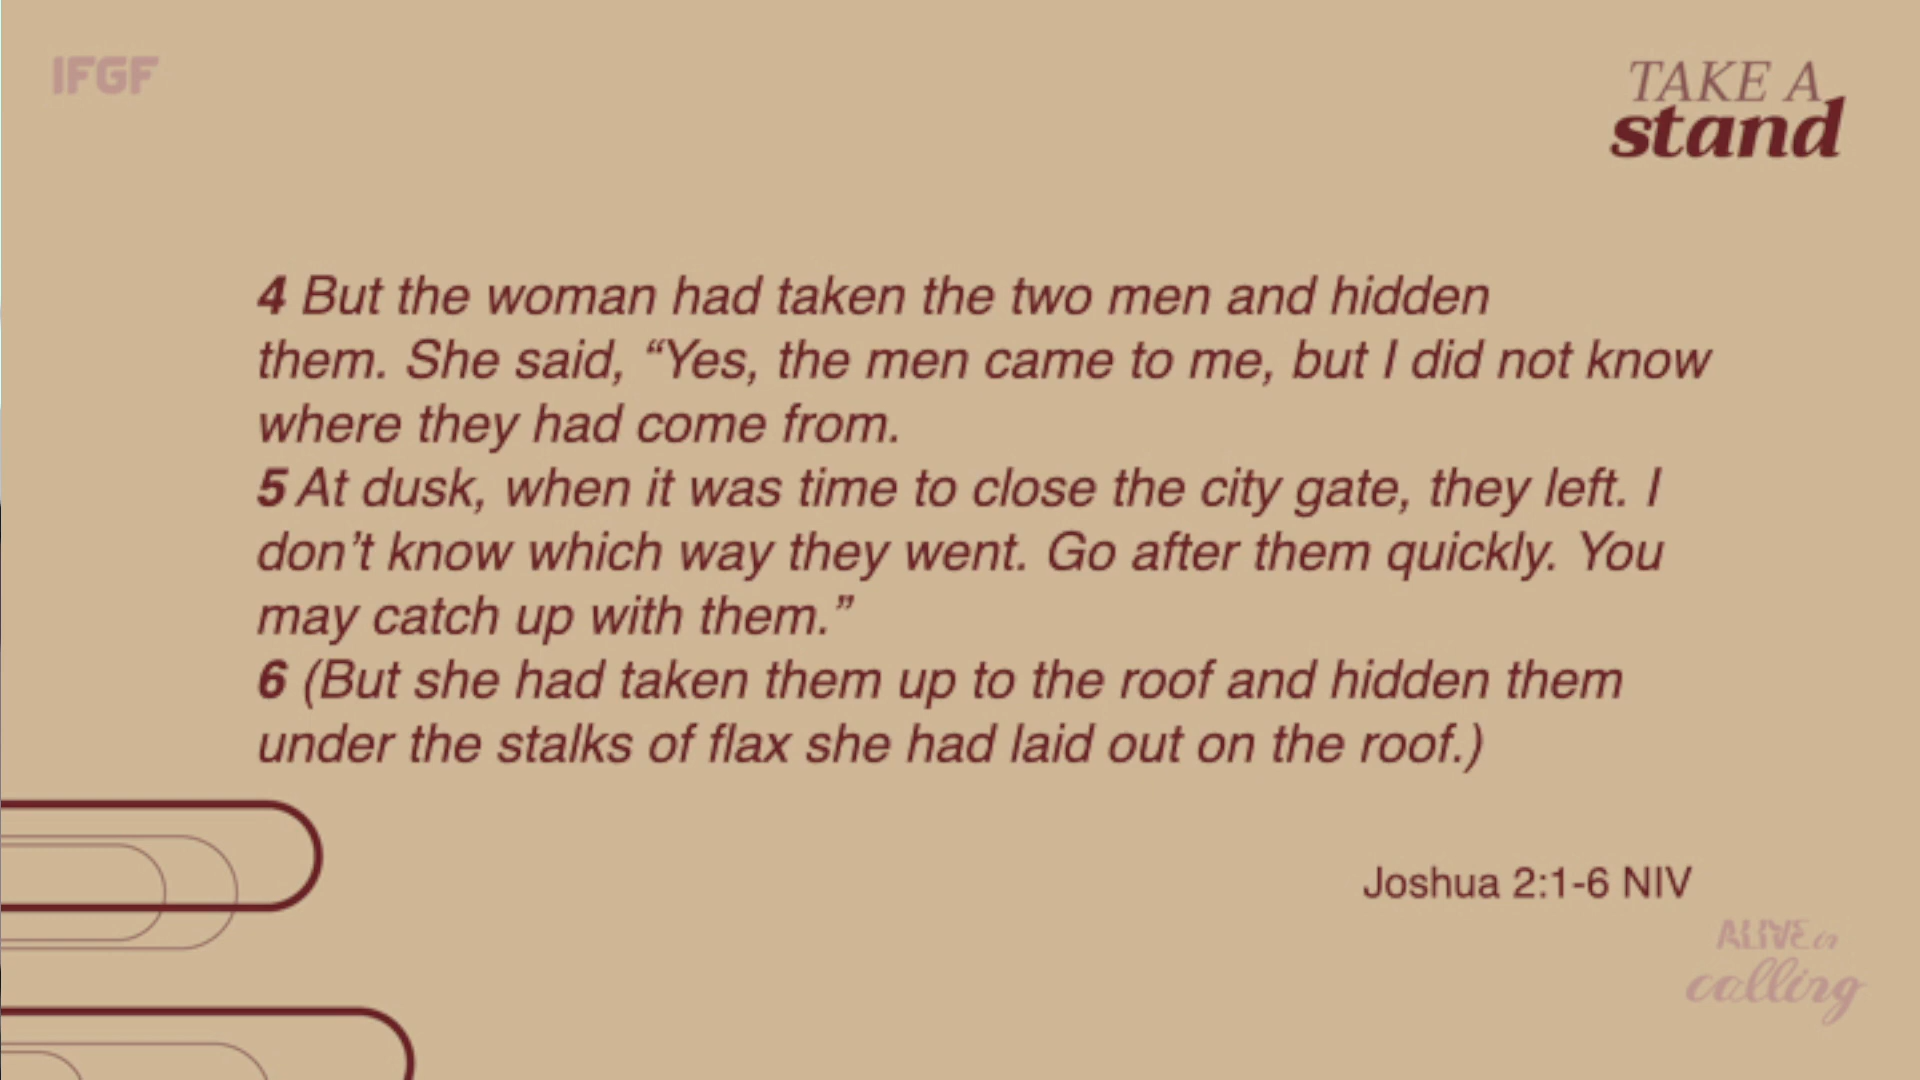 IFGF
TAKE A
stand
4 But the woman had taken the two men and hidden
them. She said, “Yes, the men came to me, but I did not know
where they had come from.
5 At dusk, when it was time to close the city gate, they left. I
don’t know which way they went. Go after them quickly. You
may catch up with them.”
6 (But she had taken them up to the roof and hidden them
under the stalks of flax she had laid out on the roof.)
Joshua 2:1-6 NIV
ALIVE in
calling